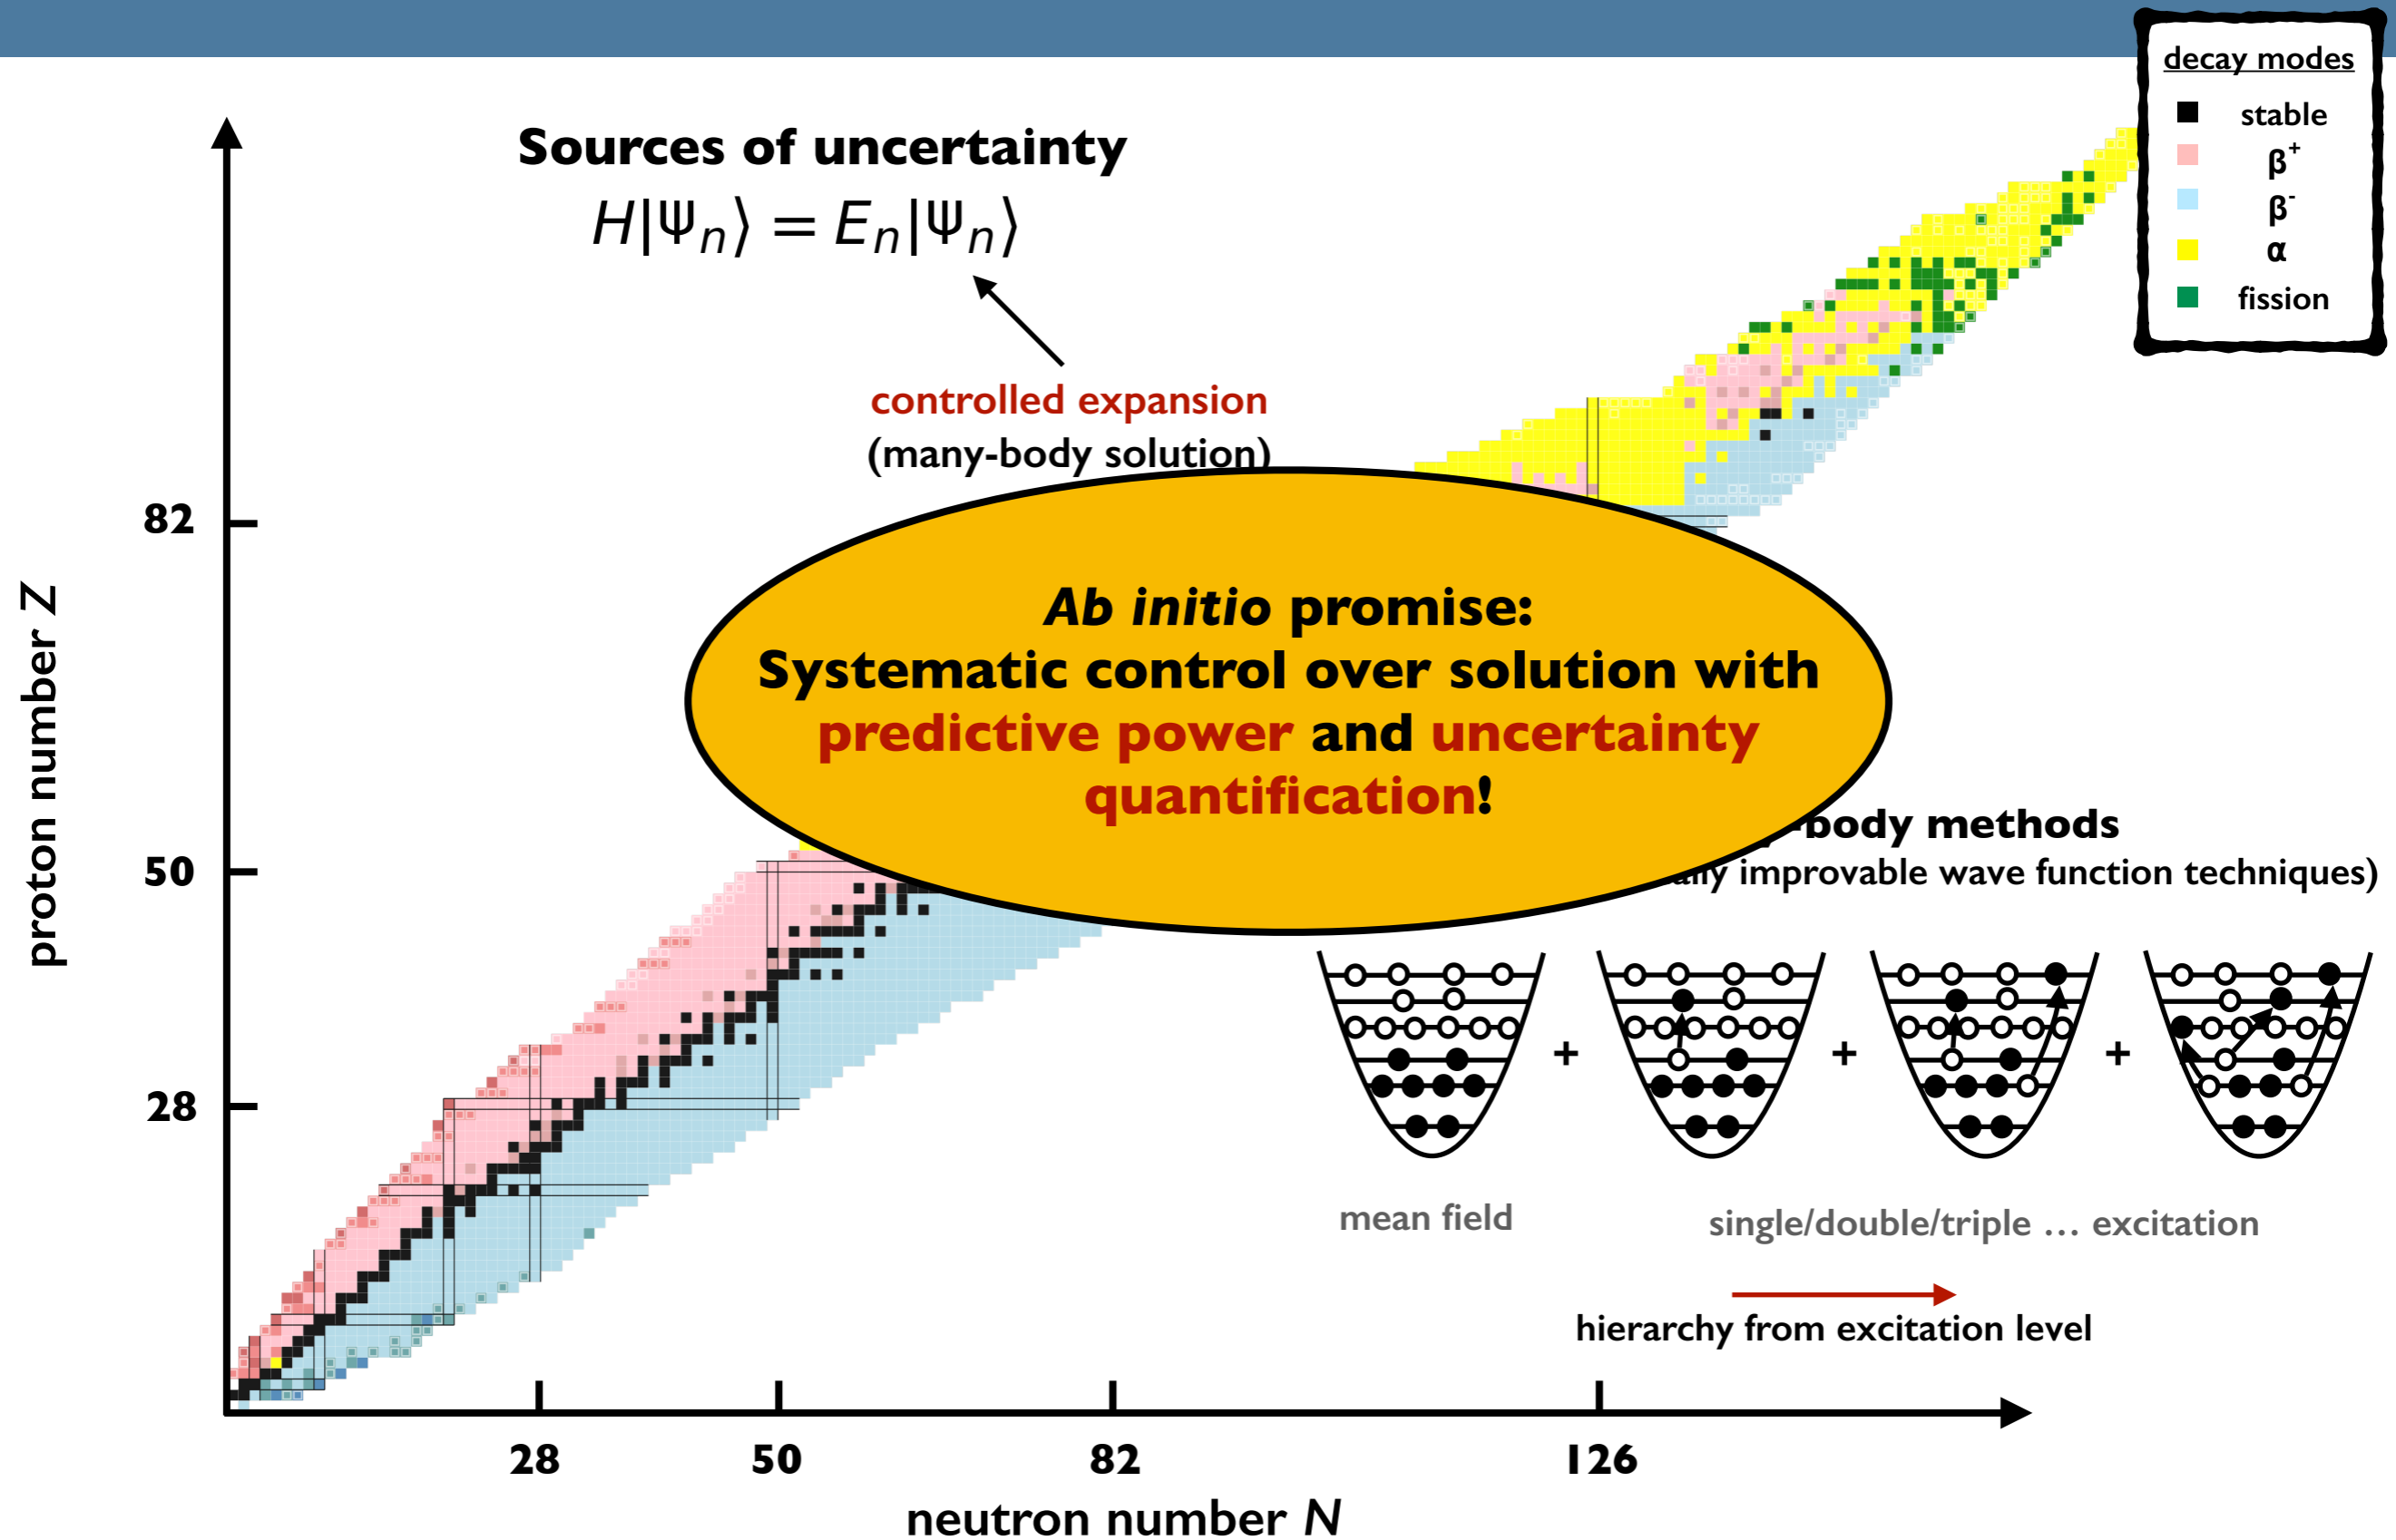 decay modes
stable
β⁺
β⁻
α
fission
Sources of uncertainty
H|Ψn⟩ = En|Ψn⟩
controlled expansion
(many-body solution)
Ab initio promise:
Systematic control over solution with
predictive power and uncertainty
quantification!
-body methods
improvable wave function techniques)
+ + +
mean field
single/double/triple … excitation
hierarchy from excitation level
proton number Z
82
50
28
28 50 82 126
neutron number N